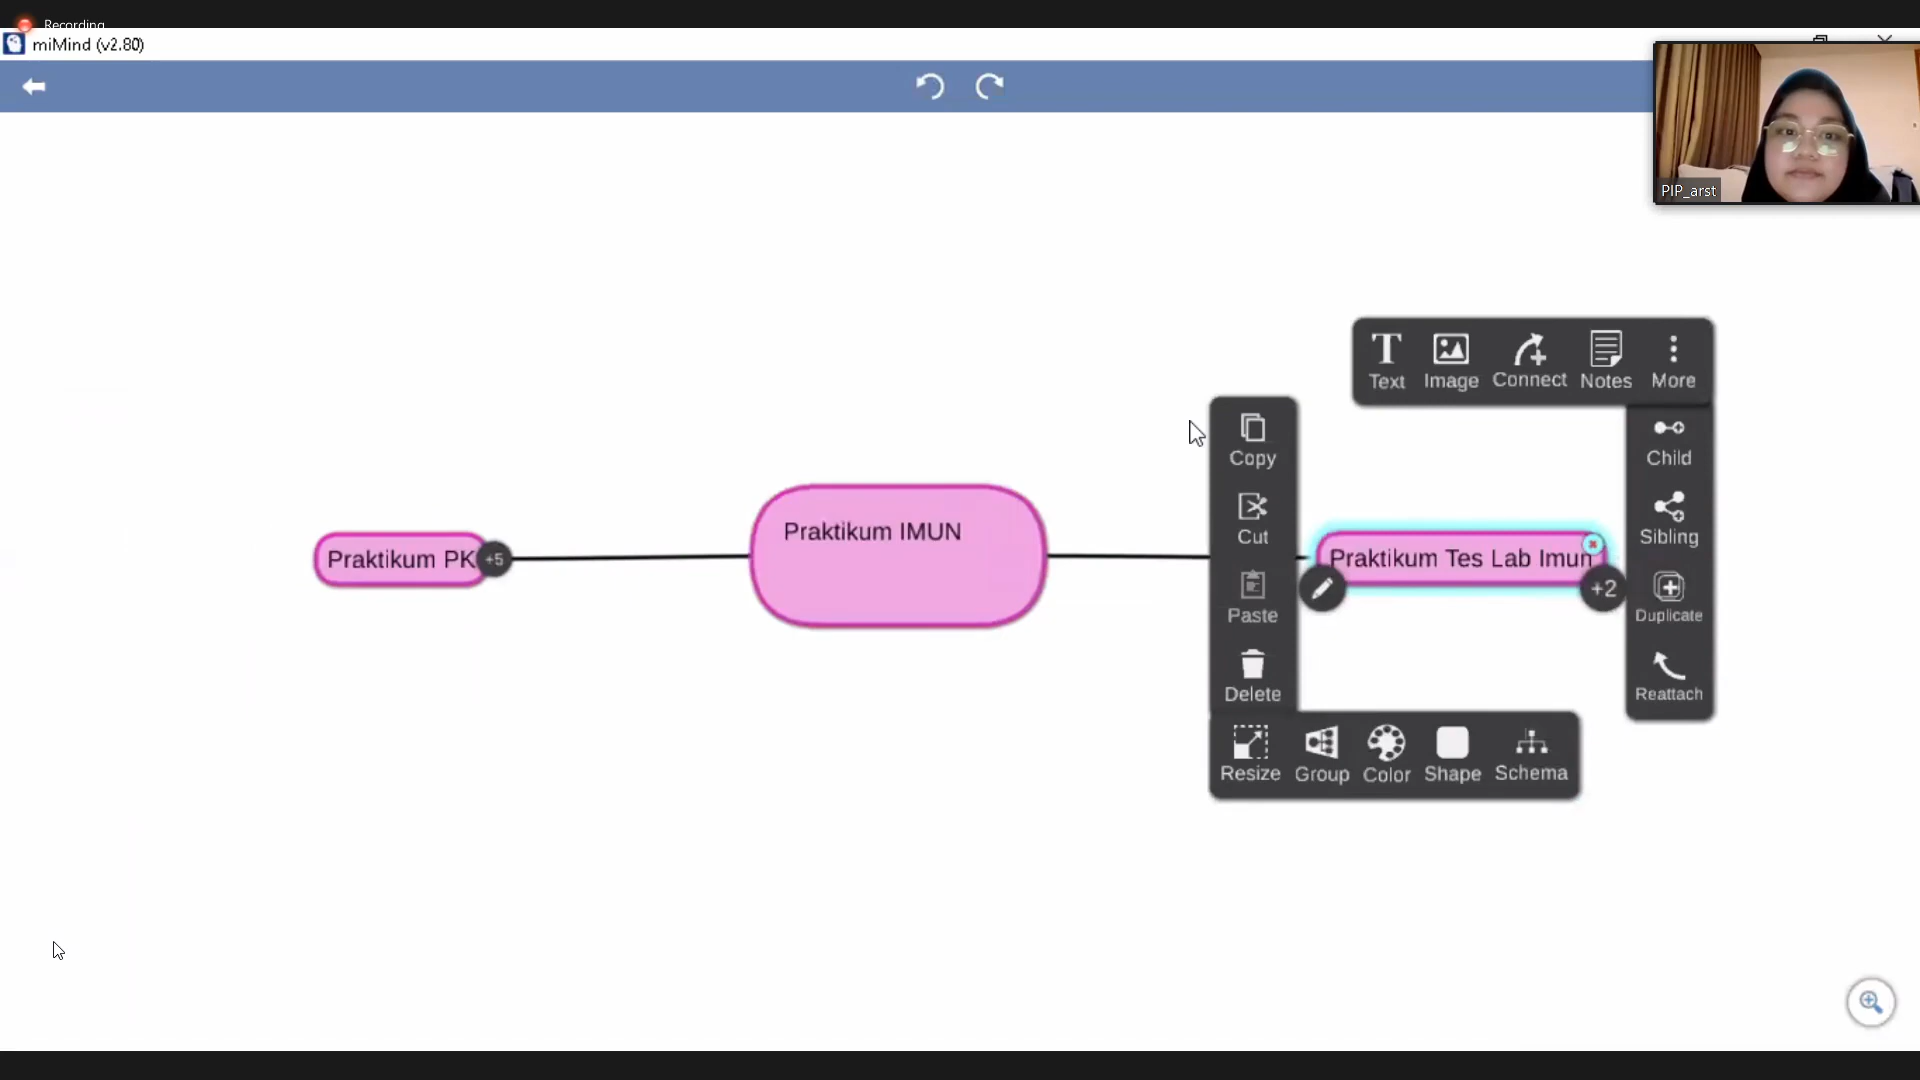 Recording
miMind (v2.80)
PIP_arst
Text Image Connect Notes More
Copy
Child
Cut
Sibling
Praktikum IMUN
Praktikum PK +5
Praktikum Tes Lab Imun
+2
Paste
Duplicate
Delete
Reattach
Resize Group Color Shape Schema